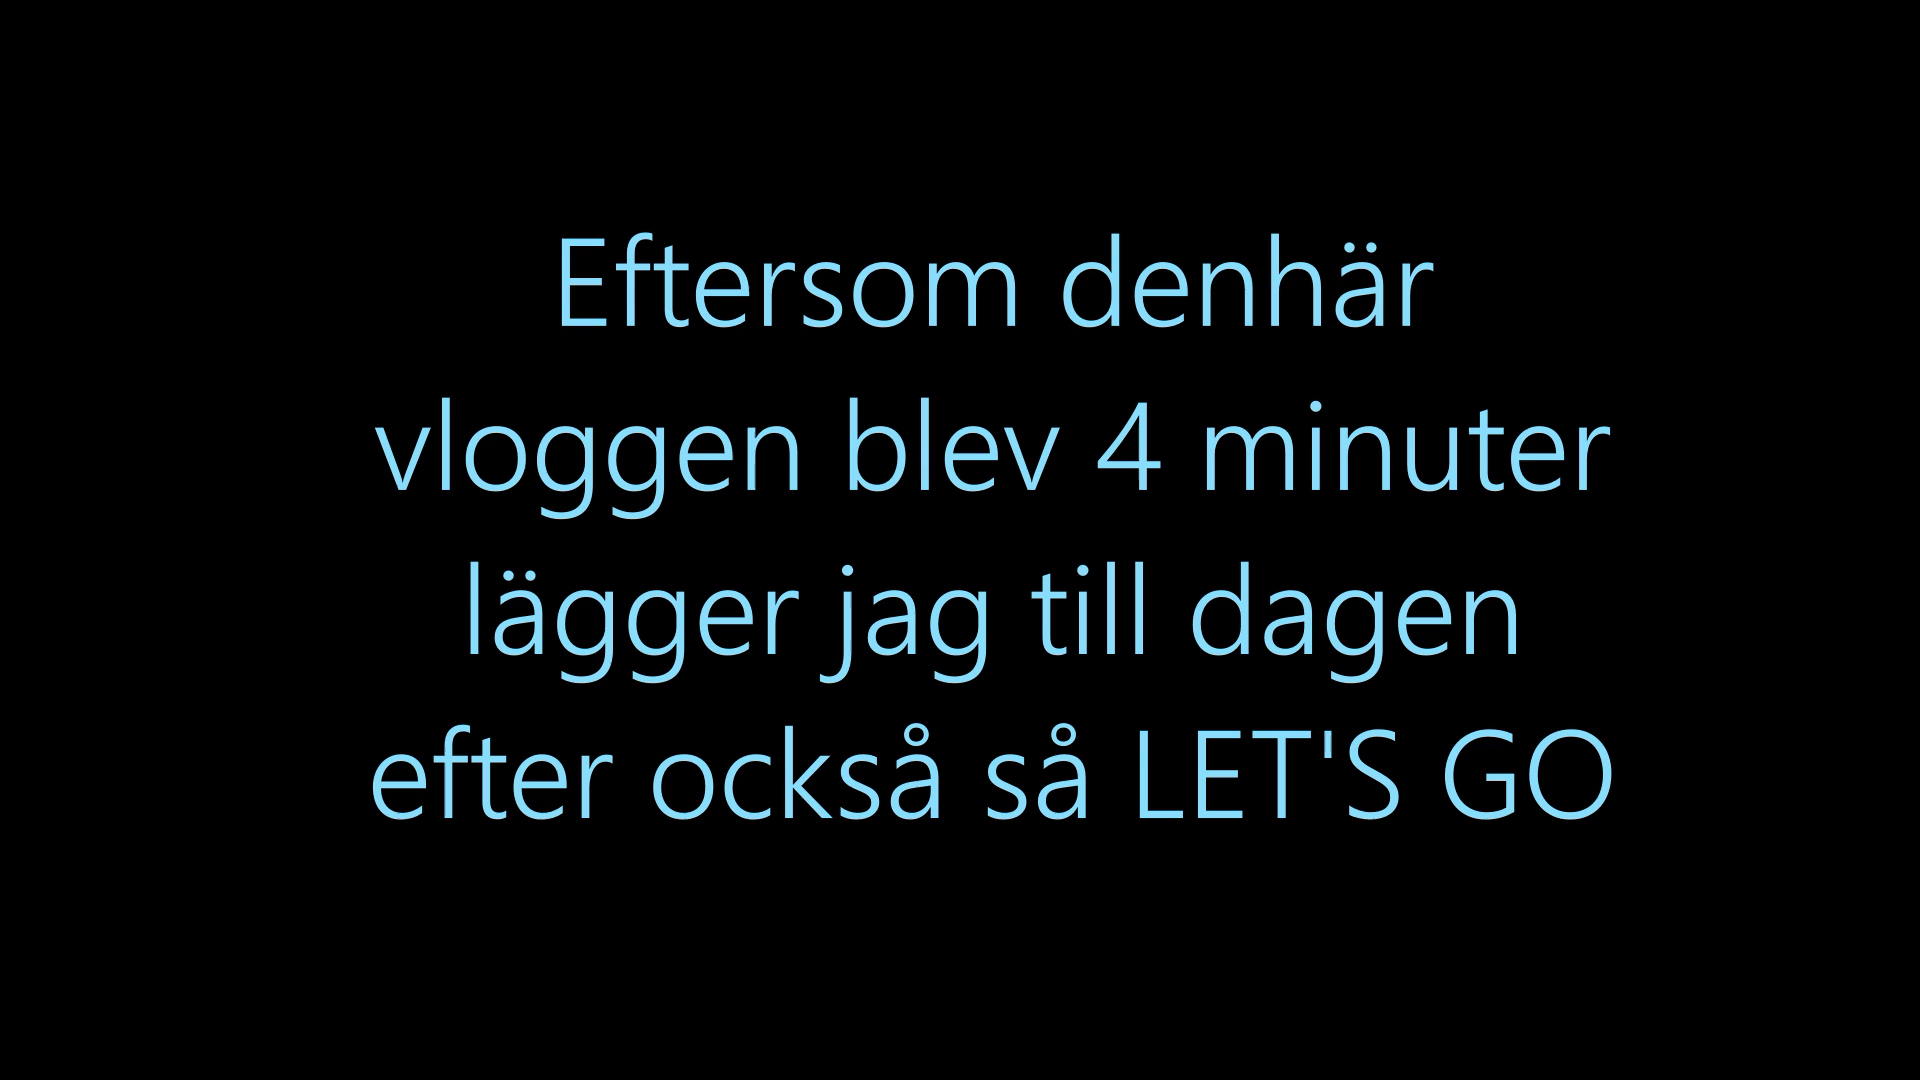 Eftersom denhär
vloggen blev 4 minuter
lägger jag till dagen
efter också så LET'S GO